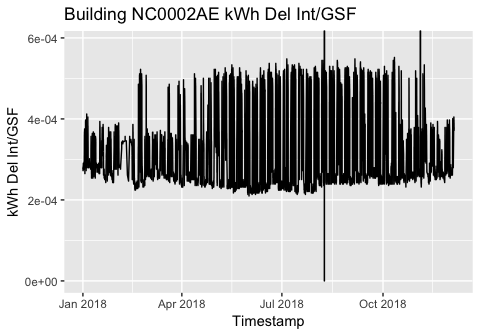 Building NC0002AE kWh Del Int/GSF
6e-04
4e-04
2e-04
0e+00
kWh Del Int/GSF
Jan 2018 Apr 2018 Jul 2018 Oct 2018
Timestamp